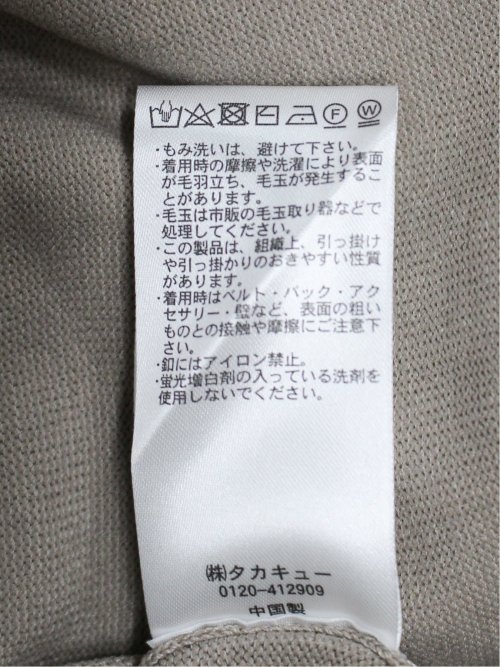 ・もみ洗いは、避けて下さい。
・着用時の摩擦や洗濯により表面
が毛羽立ち、毛玉が発生するこ
とがあります。
・毛玉は市販の毛玉取り器などで
処理してください。
・この製品は、組織上、引っ掛け
や引っ掛かりのおきやすい性質
があります。
・着用時はベルト・バック・アク
セサリー・壁など、表面の粗い
ものとの接触や摩擦にご注意下
さい。
・釦にはアイロン禁止。
・蛍光増白剤の入っている洗剤を
使用しないでください。
㈱タカキュー
0120-412909
中国製